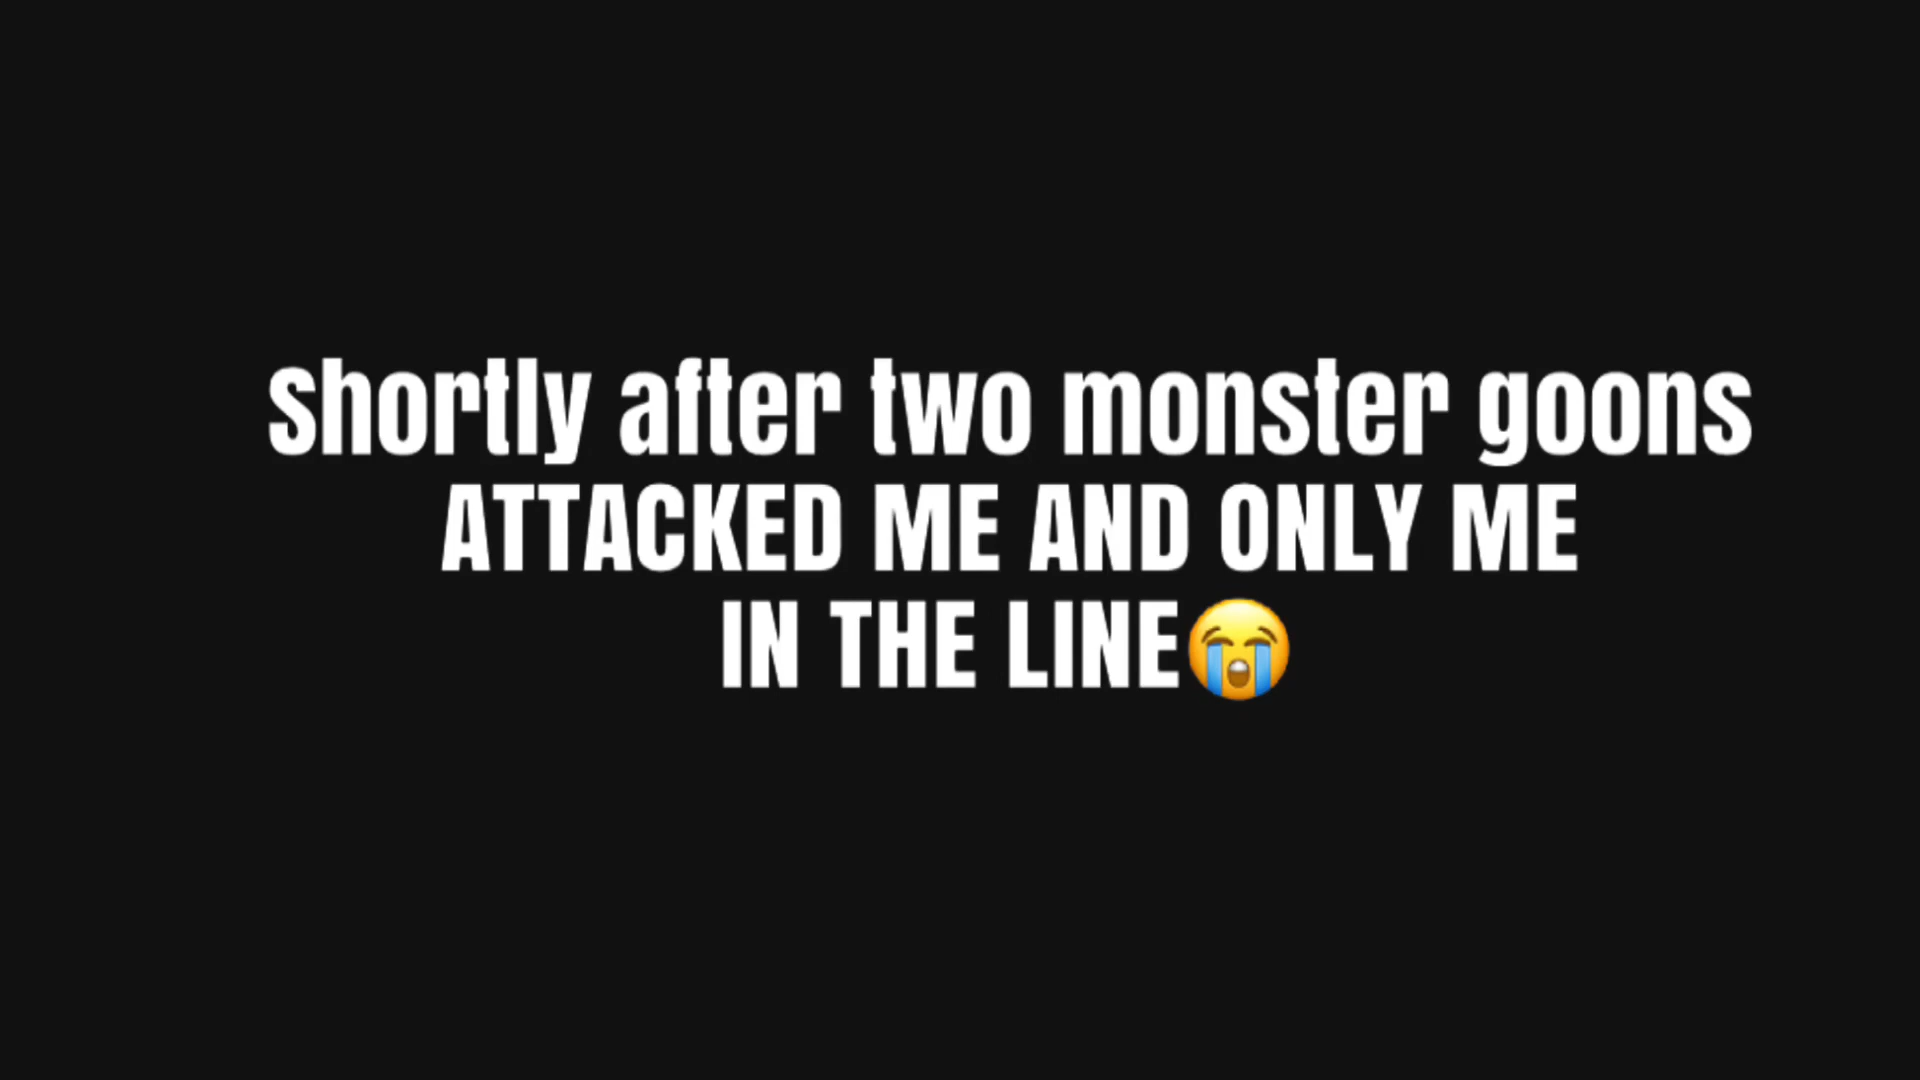 shortly after two monster goons
ATTACKED ME AND ONLY ME
IN THE LINE😭